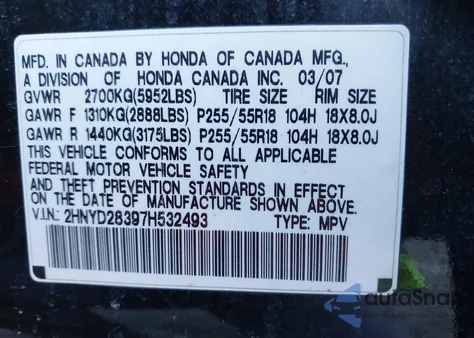 MFD. IN CANADA BY HONDA OF CANADA MFG.,
A DIVISION OF HONDA CANADA INC. 03/07
GVWR 2700KG(5952LBS) TIRE SIZE RIM SIZE
GAWR F 1310KG(2888LBS) P255/55R18 104H 18X8.0J
GAWR R 1440KG(3175LBS) P255/55R18 104H 18X8.0J
THIS VEHICLE CONFORMS TO ALL APPLICABLE
FEDERAL MOTOR VEHICLE SAFETY
AND THEFT PREVENTION STANDARDS IN EFFECT
ON THE DATE OF MANUFACTURE SHOWN ABOVE.
V.I.N.: 2HNYD28397H532493 TYPE: MPV
autoSnap